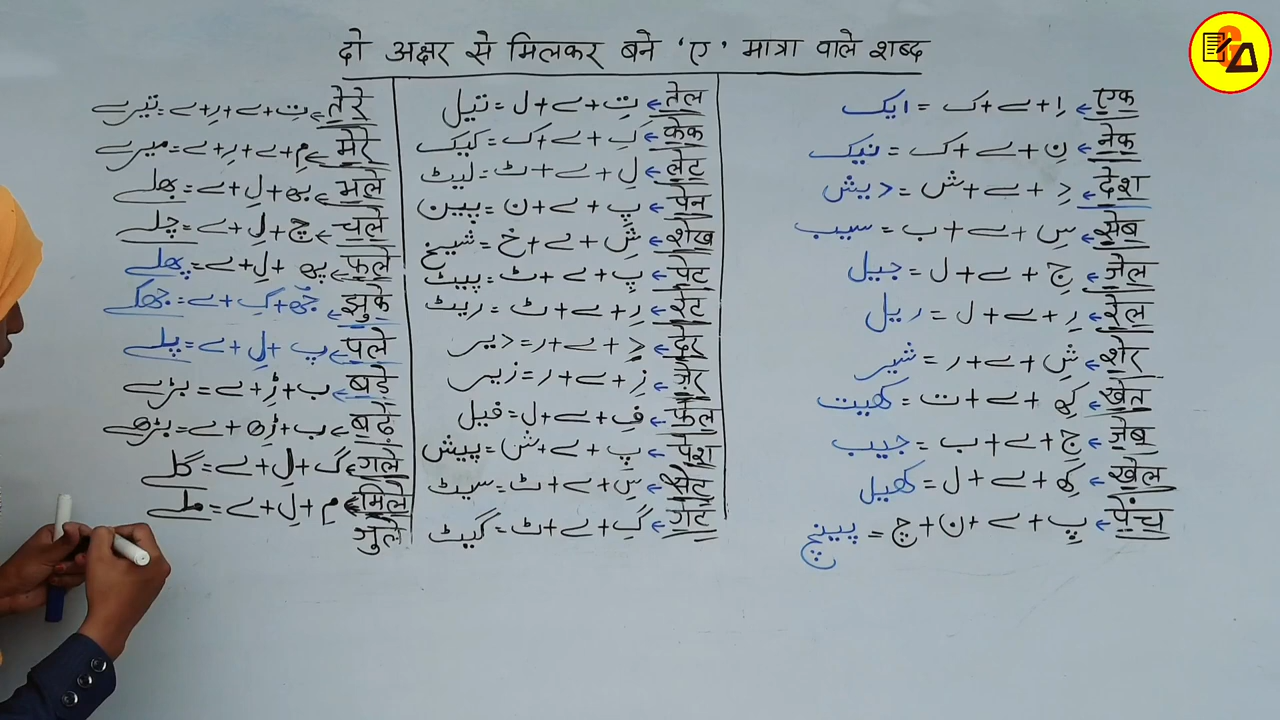 दो अक्षर से मिलकर बने 'ए' मात्रा वाले शब्द
एक ← اِ + ے + ک = ایک
नेक ← نِ + ے + ک = نیک
देश ← دِ + ے + ش = دیش
सेब ← سِ + ے + ب = سیب
जेल ← جِ + ے + ل = جیل
रेल ← رِ + ے + ل = ریل
शेर ← شِ + ے + ر = شیر
खेत ← کھِ + ے + ت = کھیت
जेब ← جِ + ے + ب = جیب
खेल ← کھِ + ے + ل = کھیل
पेंच ← پِ + ے + ن + چ = پینچ
तेल ← تِ + ے + ل = تیل
केक ← کِ + ے + ک = کیک
लेट ← لِ + ے + ٹ = لیٹ
पेन ← پِ + ے + ن = پین
शेख ← شِ + ے + خ = شیخ
पेट ← پِ + ے + ٹ = پیٹ
रेट ← رِ + ے + ٹ = ریٹ
देर ← دِ + ے + ر = دیر
ज़ेर ← زِ + ے + ر = زیر
फेल ← فِ + ے + ل = فیل
पेश ← پِ + ے + ش = پیش
سِ + ے + ٹ = سیٹ
गेट ← گِ + ے + ٹ = گیٹ
तेरे ← ت + ے + رِ + ے = تیرے
मेरे ← مِ + ے + رِ + ے = میرے
भले ← بھ + لِ + ے = بھلے
चले ← چ + لِ + ے = چلے
फले ← پھ + لِ + ے = پھلے
झुके ← جھُ + کِ + ے = جھکے
पले ← پ + لِ + ے = پلے
बड़े ← ب + ڑِ + ے = بڑے
बढ़े ← ب + ڑھِ + ے = بڑھے
गले ← گ + لِ + ے = گلے
मिले ← مِ + لِ + ے = ملے
गुले